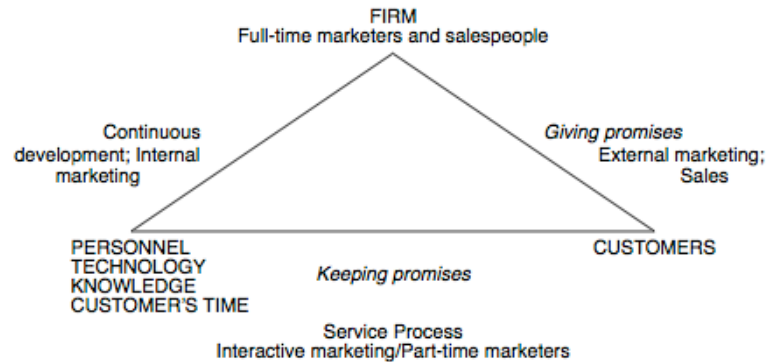 FIRM
Full-time marketers and salespeople
Continuous
development; Internal
marketing
Giving promises
External marketing;
Sales
PERSONNEL
TECHNOLOGY
KNOWLEDGE
CUSTOMER'S TIME
Keeping promises
CUSTOMERS
Service Process
Interactive marketing/Part-time marketers